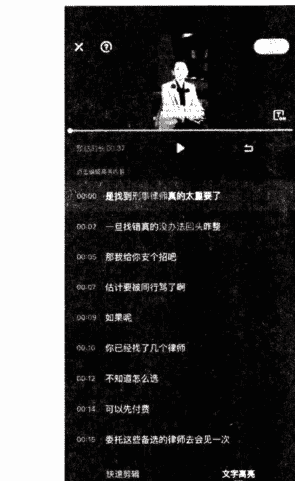 00:00 是找到刑事律师真的太重要了
00:02 一旦找错真的没办法回头咋整
00:05 那我给你支个招吧
00:07 估计要被同行骂了啊
00:09 如果呢
00:10 你已经找了几个律师
00:12 不知道怎么选
00:14 可以先付费
00:15 委托这些备选的律师去会见一次
快速剪辑 文字高亮